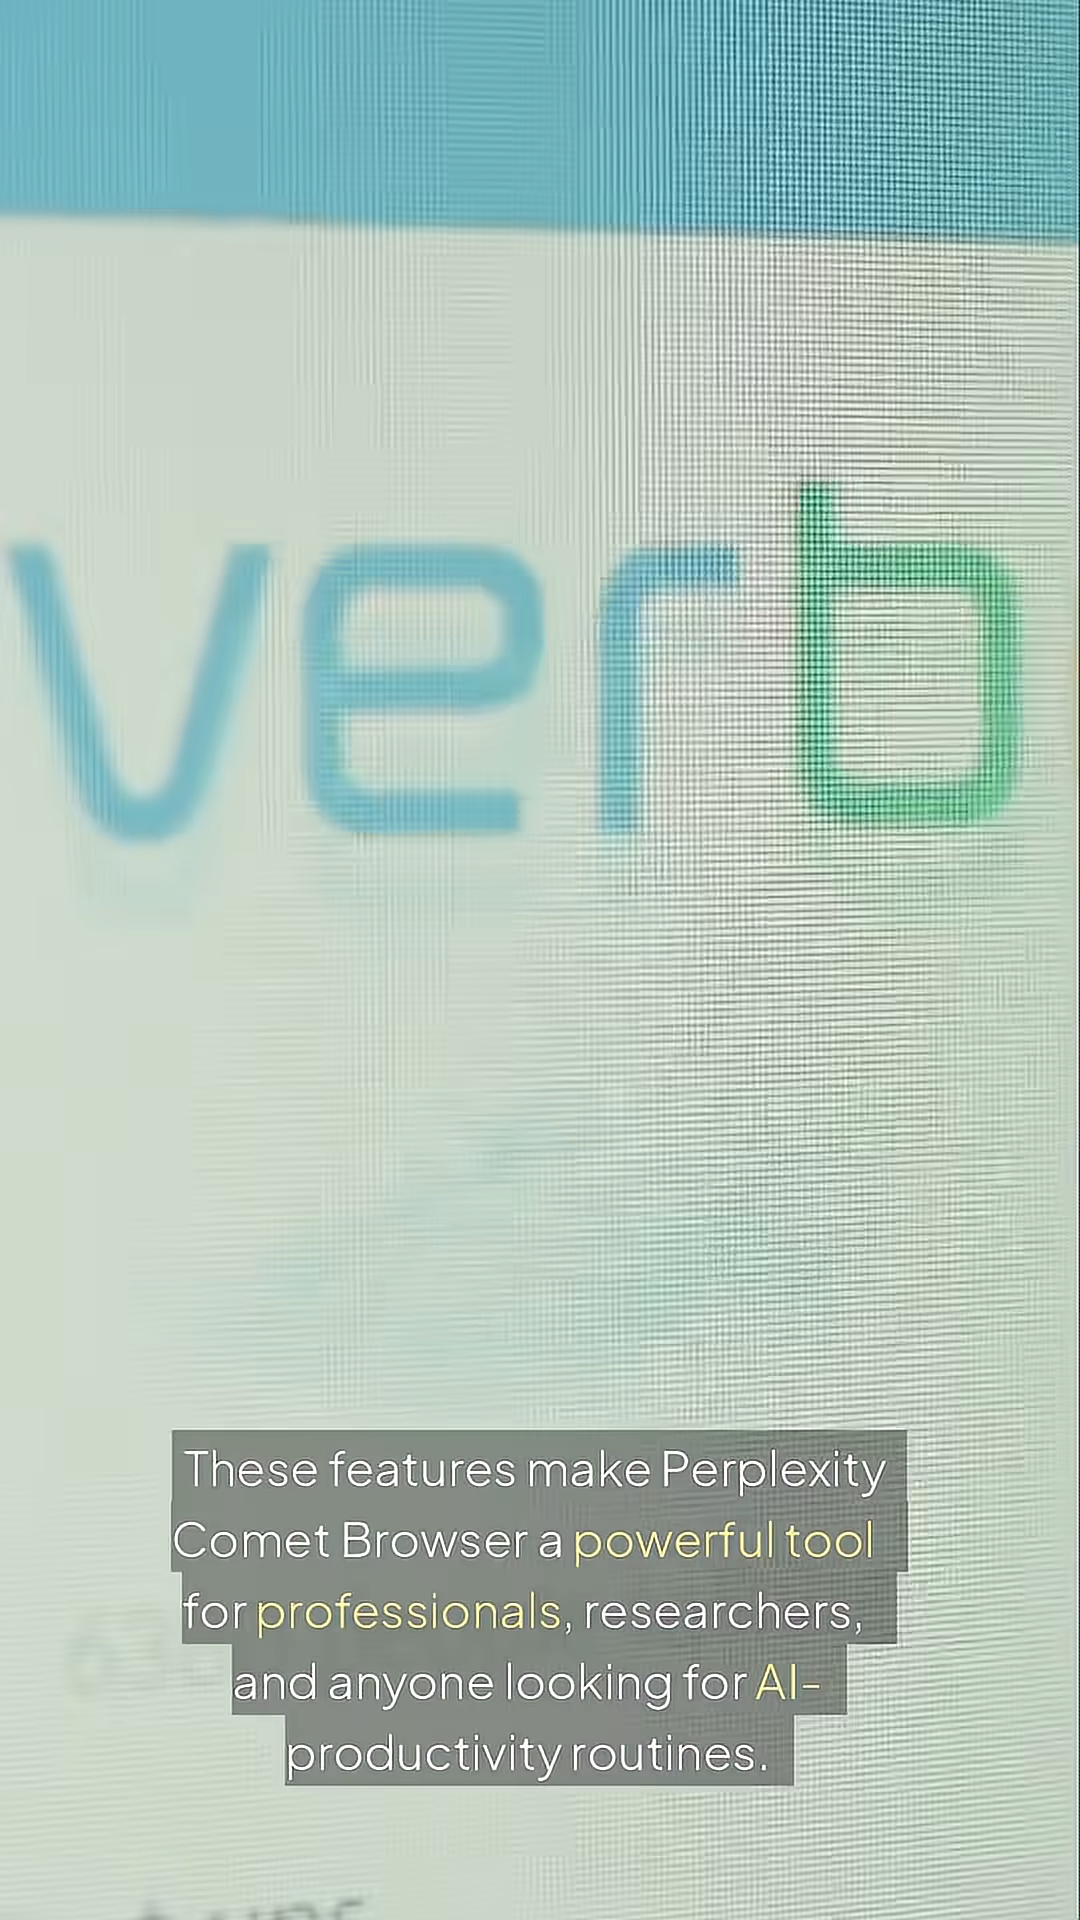 verb
These features make Perplexity
Comet Browser a powerful tool
for professionals, researchers,
and anyone looking for AI-
productivity routines.